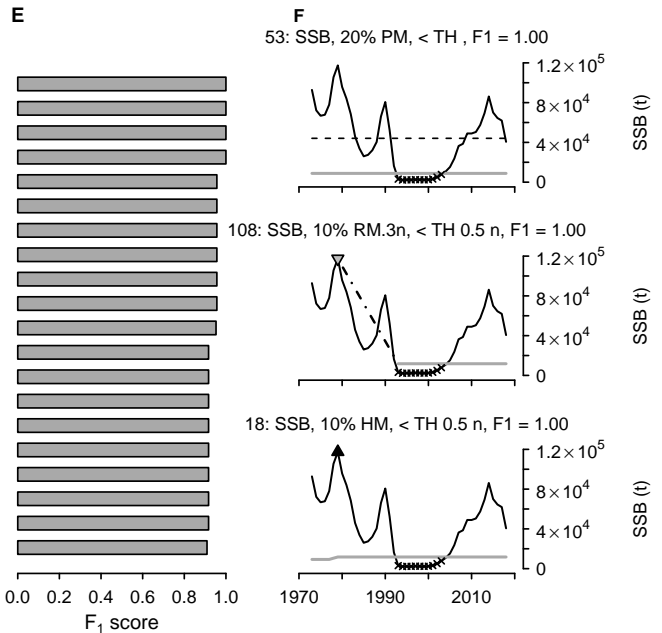 E
0.0 0.2 0.4 0.6 0.8 1.0
F1 score
F
53: SSB, 20% PM, < TH , F1 = 1.00
1.2×10^5
8×10^4
4×10^4
0
SSB (t)
108: SSB, 10% RM.3n, < TH 0.5 n, F1 = 1.00
1.2×10^5
8×10^4
4×10^4
0
SSB (t)
18: SSB, 10% HM, < TH 0.5 n, F1 = 1.00
1.2×10^5
8×10^4
4×10^4
0
SSB (t)
1970 1990 2010